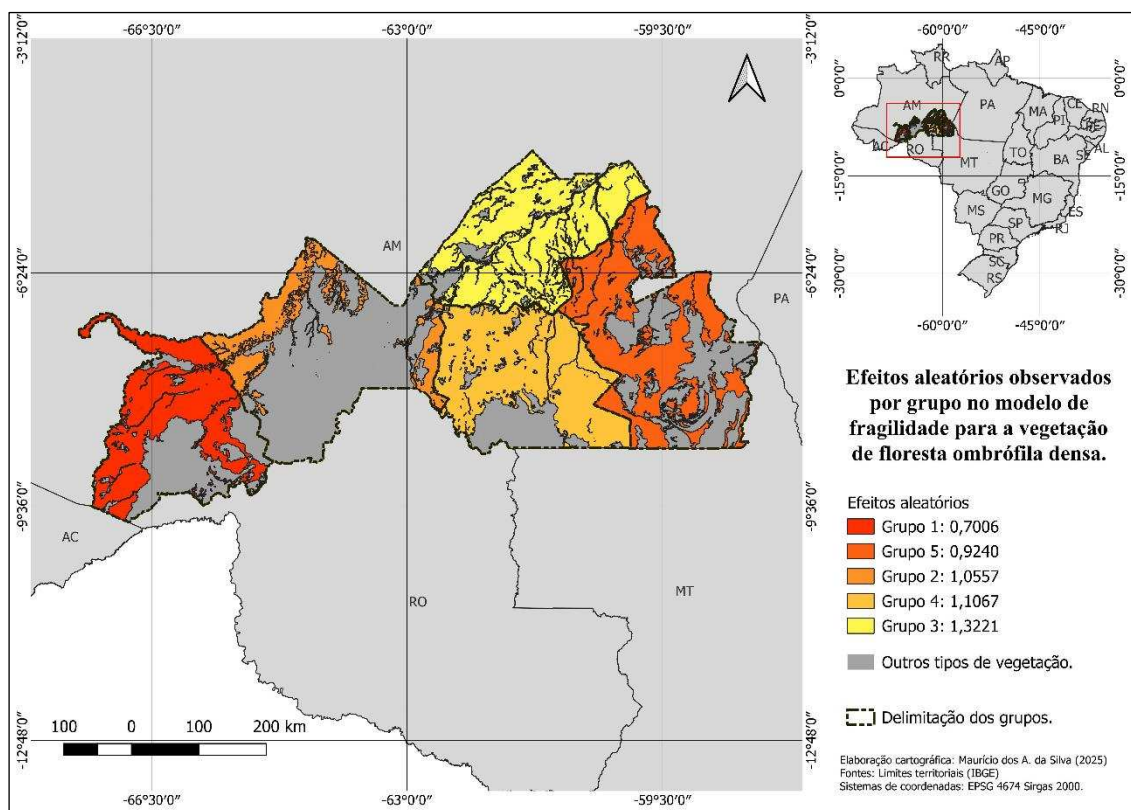 -66°30'0"
-63°0'0"
-59°30'0"
-3°12'0"
-3°12'0"
AM
-6°24'0"
-6°24'0"
PA
-9°36'0"
-9°36'0"
AC
RO
MT
100 0 100 200 km
-12°48'0"
-12°48'0"
-66°30'0"
-63°0'0"
-59°30'0"
-60°0'0"
-45°0'0"
0°0'0"
0°0'0"
-15°0'0"
-15°0'0"
-30°0'0"
-30°0'0"
RR
AP
AM
PA
MA
CE
RN
PI
AC
RO
TO
SE
AL
MT
BA
GO
MG
MS
ES
SP
RJ
PR
SC
RS
-60°0'0"
-45°0'0"
Efeitos aleatórios observados
por grupo no modelo de
fragilidade para a vegetação
de floresta ombrófila densa.
Efeitos aleatórios
Grupo 1: 0,7006
Grupo 5: 0,9240
Grupo 2: 1,0557
Grupo 4: 1,1067
Grupo 3: 1,3221
Outros tipos de vegetação.
Delimitação dos grupos.
Elaboração cartográfica: Maurício dos A. da Silva (2025)
Fontes: Limites territoriais (IBGE)
Sistemas de coordenadas: EPSG 4674 Sirgas 2000.